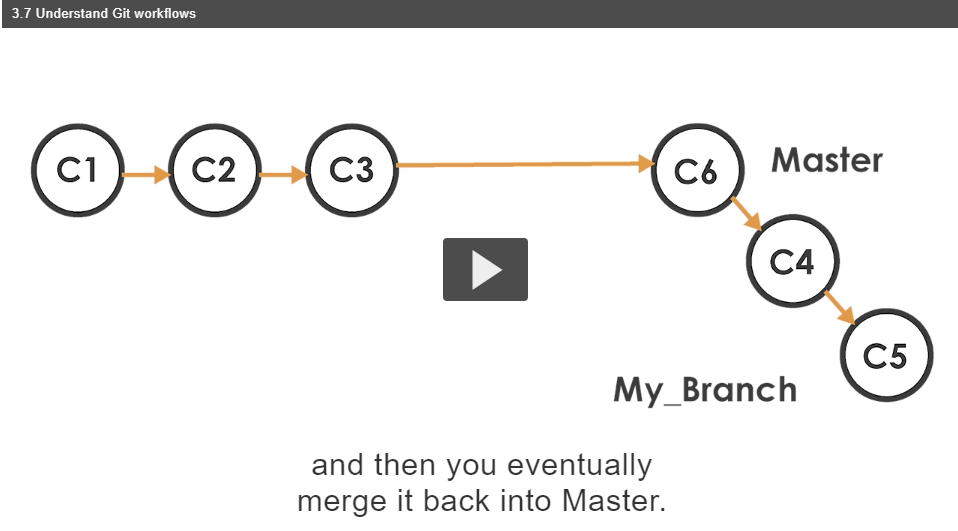 3.7 Understand Git workflows
C1
C2
C3
C6
Master
C4
C5
My_Branch
and then you eventually
merge it back into Master.